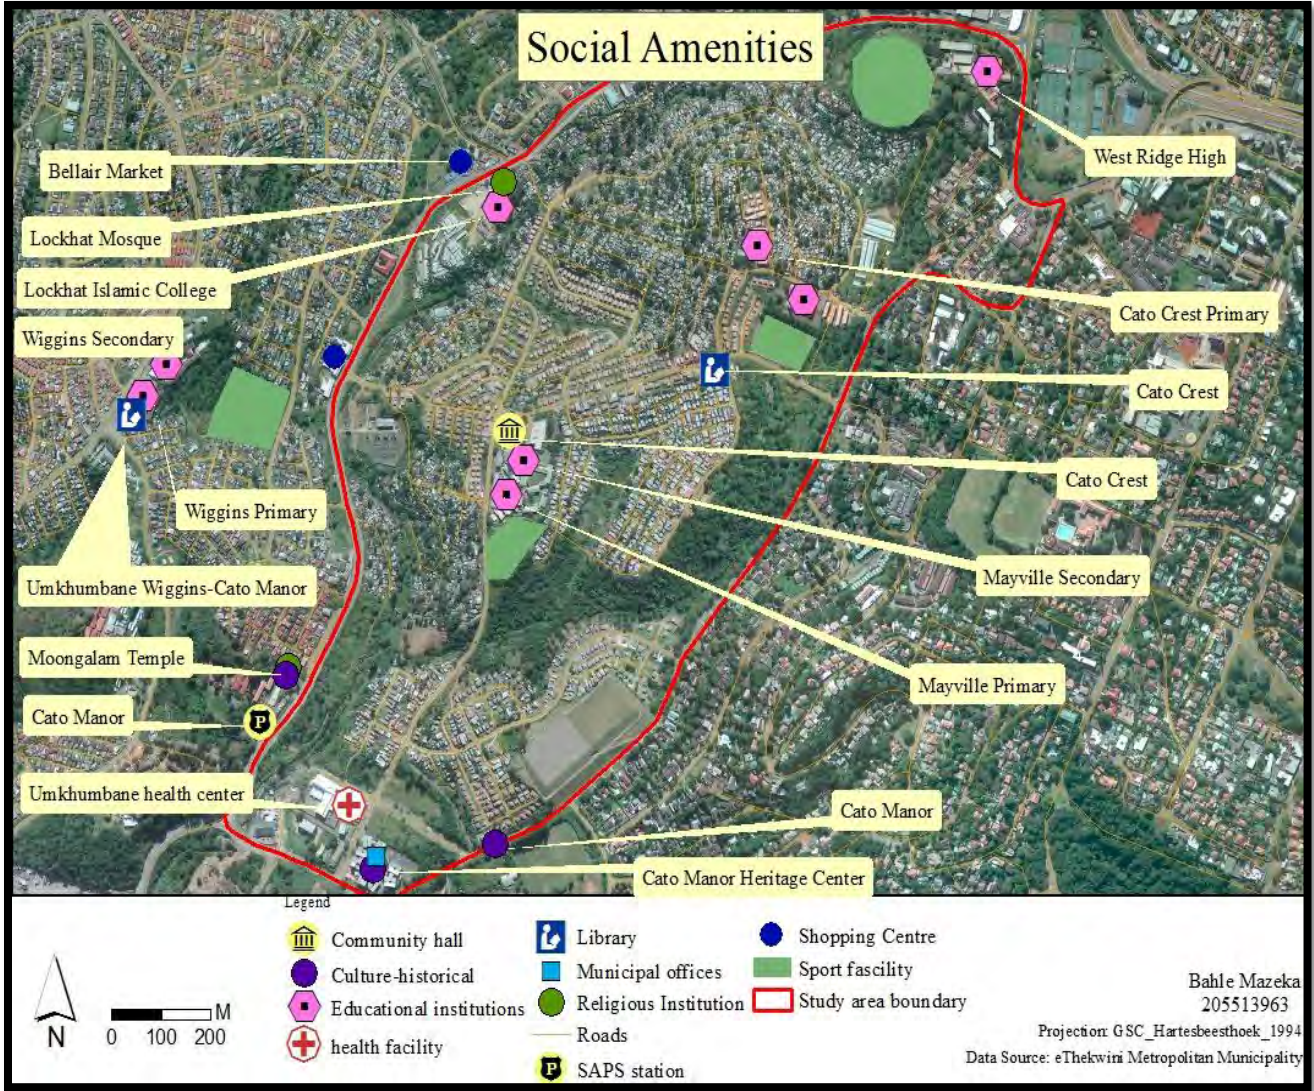 Social Amenities
West Ridge High
Bellair Market
Lockhat Mosque
Lockhat Islamic College
Cato Crest Primary
Wiggins Secondary
Cato Crest
Cato Crest
Wiggins Primary
Mayville Secondary
Umkhumbane Wiggins-Cato Manor
Moongalam Temple
Mayville Primary
Cato Manor
P
Umkhumbane health center
Cato Manor
Cato Manor Heritage Center
Legend
Community hall
Culture-historical
Educational institutions
health facility
Library
Municipal offices
Religious Institution
Roads
P SAPS station
Shopping Centre
Sport fascility
Study area boundary
N
M
0 100 200
Bahle Mazeka
205513963
Projection: GSC_Hartesbeesthoek_1994
Data Source: eThekwini Metropolitan Municipality